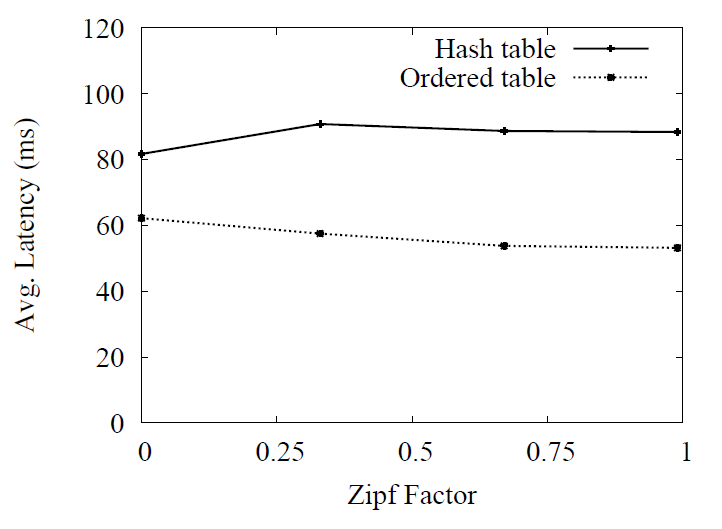 120
100
80
60
40
20
0
Avg. Latency (ms)
Hash table
Ordered table
0 0.25 0.5 0.75 1
Zipf Factor